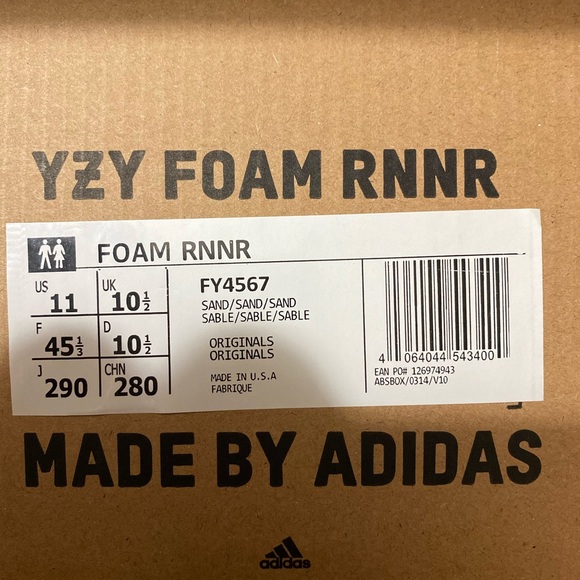 YZY FOAM RNNR
FOAM RNNR
US 11
UK 10½
F 45⅓
D 10½
J 290
CHN 280
FY4567
SAND/SAND/SAND
SABLE/SABLE/SABLE
ORIGINALS
ORIGINALS
MADE IN U.S.A
FABRIQUE
4 064044 543400
EAN PO# 126974943
ABSBOX/0314/V10
MADE BY ADIDAS
adidas